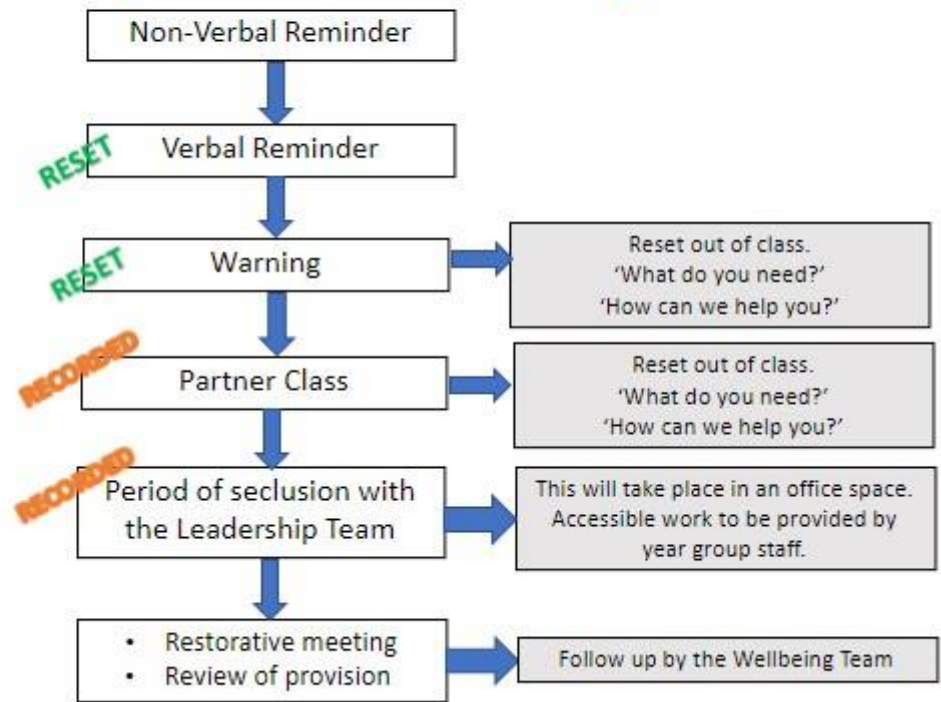 Non-Verbal Reminder
RESET
Verbal Reminder
RESET
Warning
Reset out of class.
‘What do you need?’
‘How can we help you?’
RECORDED
Partner Class
Reset out of class.
‘What do you need?’
‘How can we help you?’
RECORDED
Period of seclusion with
the Leadership Team
This will take place in an office space.
Accessible work to be provided by
year group staff.
• Restorative meeting
• Review of provision
Follow up by the Wellbeing Team